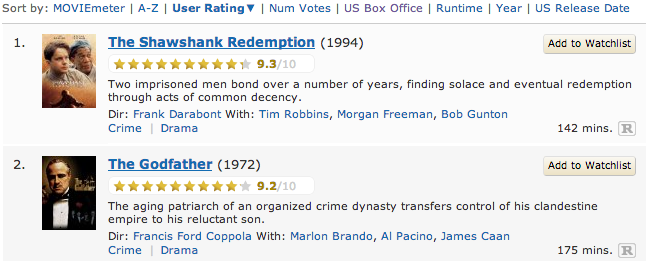 Sort by: MOVIEmeter | A-Z | User Rating▼ | Num Votes | US Box Office | Runtime | Year | US Release Date
1. The Shawshank Redemption (1994) Add to Watchlist
9.3/10
Two imprisoned men bond over a number of years, finding solace and eventual redemption
through acts of common decency.
Dir: Frank Darabont With: Tim Robbins, Morgan Freeman, Bob Gunton
Crime | Drama 142 mins. R
2. The Godfather (1972) Add to Watchlist
9.2/10
The aging patriarch of an organized crime dynasty transfers control of his clandestine
empire to his reluctant son.
Dir: Francis Ford Coppola With: Marlon Brando, Al Pacino, James Caan
Crime | Drama 175 mins. R